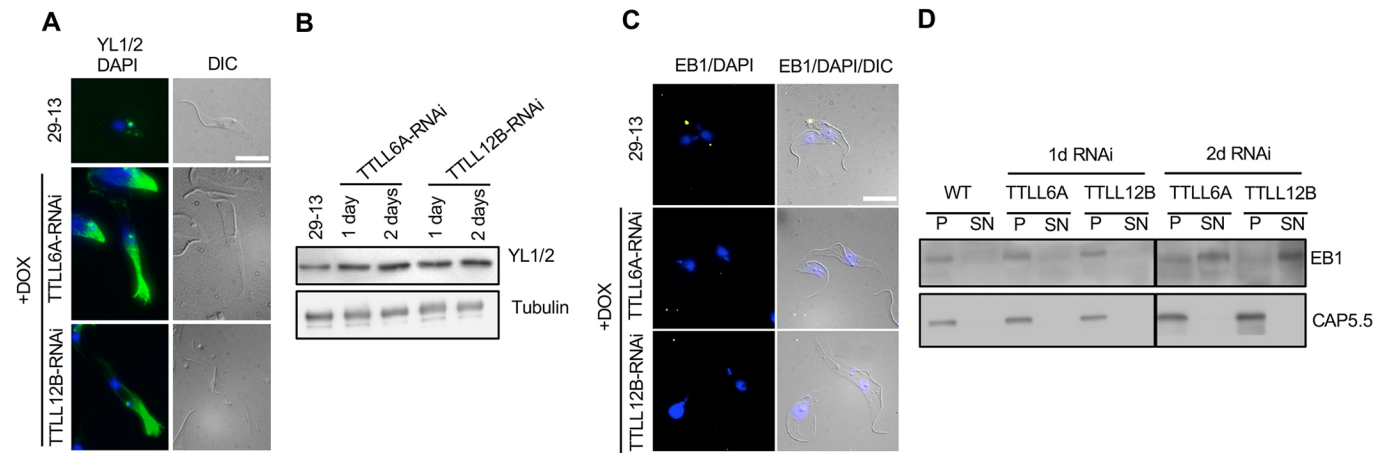 A
YL1/2
DAPI
DIC
29-13
+DOX
TTLL6A-RNAi
TTLL12B-RNAi
B
TTLL6A-RNAi
TTLL12B-RNAi
29-13
1 day
2 days
1 day
2 days
YL1/2
Tubulin
C
EB1/DAPI
EB1/DAPI/DIC
29-13
+DOX
TTLL6A-RNAi
TTLL12B-RNAi
D
1d RNAi
2d RNAi
WT
TTLL6A
TTLL12B
TTLL6A
TTLL12B
P SN P SN P SN P SN P SN
EB1
CAP5.5